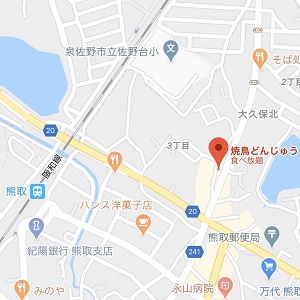 泉佐野市立佐野台小
そば処
2丁目
大久保北
20
阪和線
3丁目
焼鳥どんじゅう
食べ放題
熊取
ハンス洋菓子店
20
熊取郵便局
紀陽銀行 熊取支店
241
みのや
永山病院
万代 熊取